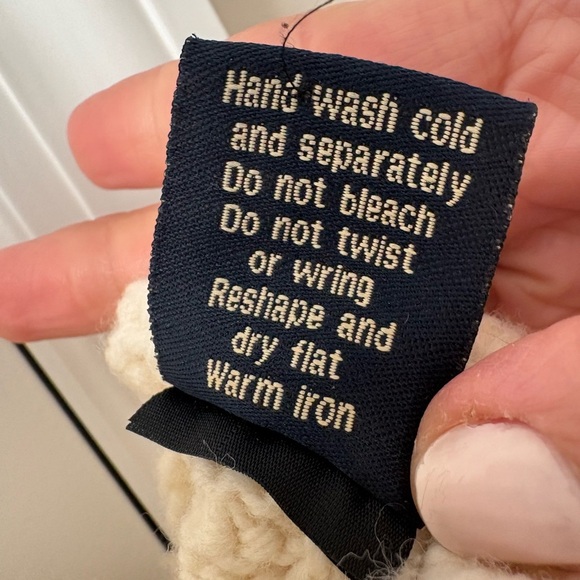 Hand wash cold
and separately
Do not bleach
Do not twist
or wring
Reshape and
dry flat
Warm iron